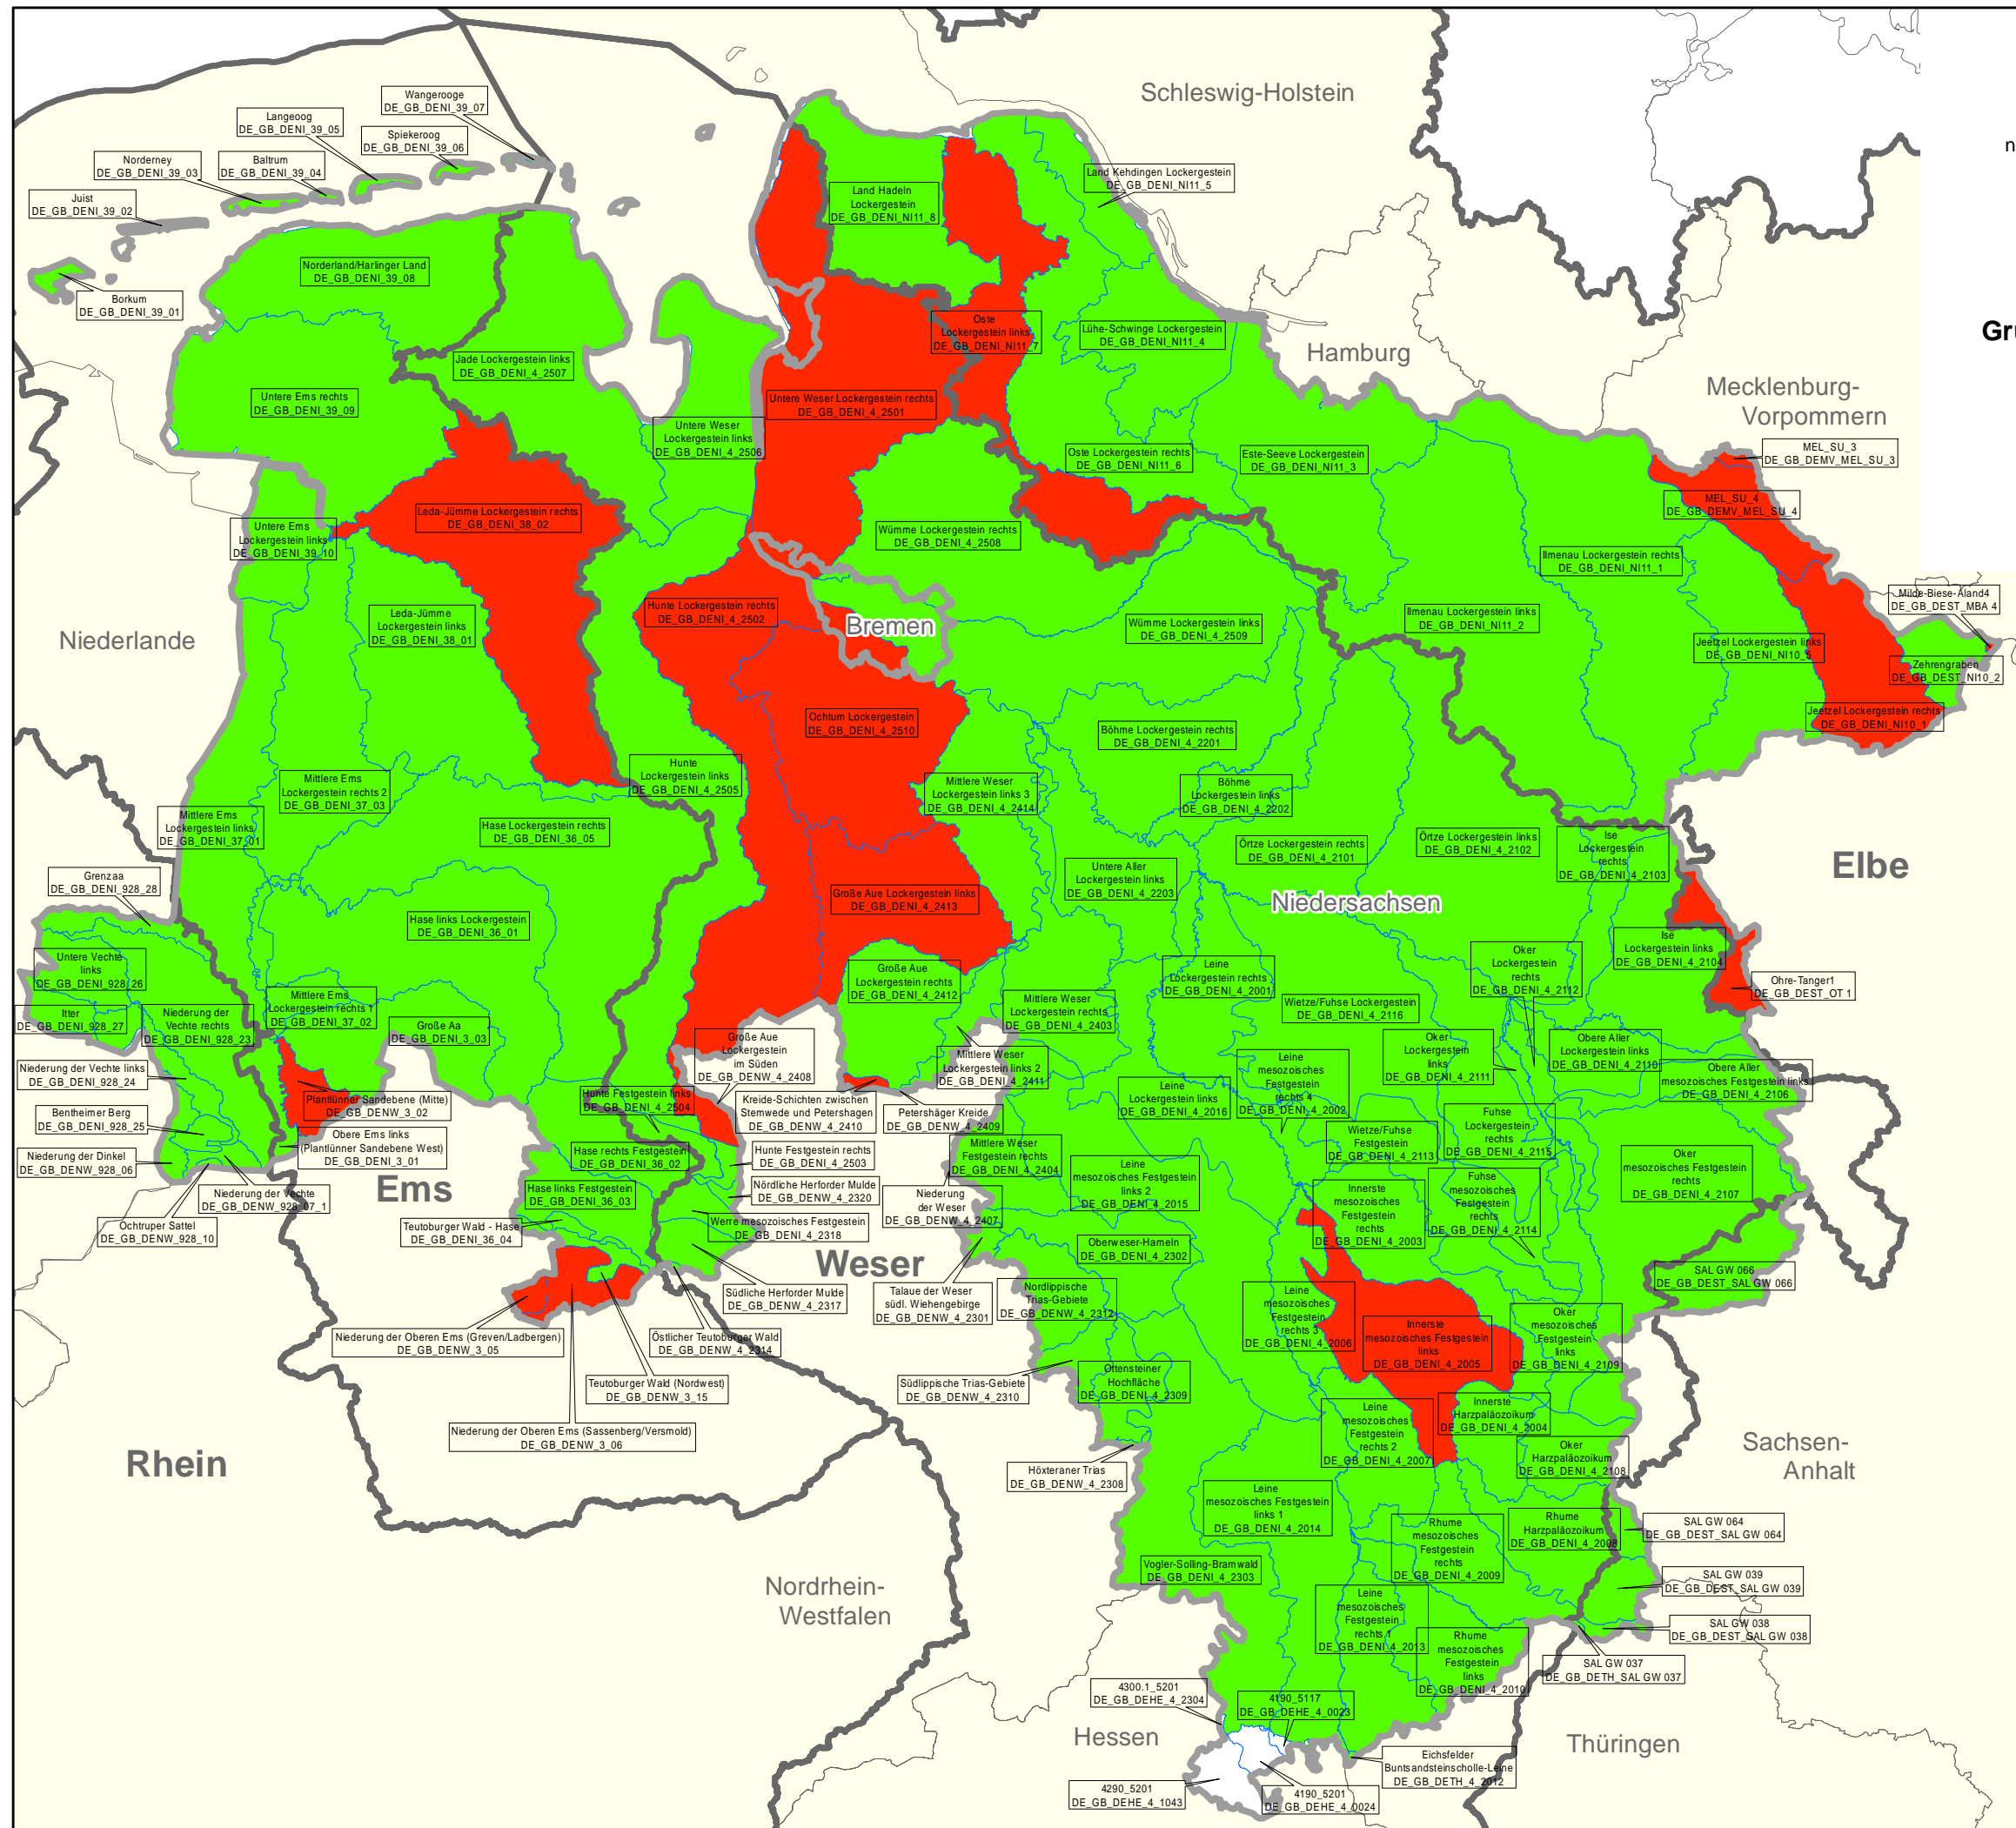 Schleswig-Holstein
n
Wangerooge
DE_GB_DENI_39_07
Langeoog
DE_GB_DENI_39_05
Spiekeroog
DE_GB_DENI_39_06
Norderney
DE_GB_DENI_39_03
Baltrum
DE_GB_DENI_39_04
Juist
DE_GB_DENI_39_02
Borkum
DE_GB_DENI_39_01
Land Hadeln
Lockergestein
DE_GB_DENI_NI11_8
Land Kehdingen Lockergestein
DE_GB_DENI_NI11_5
Norderland/Harlinger Land
DE_GB_DENI_39_08
Oste
Lockergestein links
DE_GB_DENI_NI11_7
Lühe-Schwinge Lockergestein
DE_GB_DENI_NI11_4
Gru
Hamburg
Mecklenburg-
Vorpommern
Jade Lockergestein links
DE_GB_DENI_4_2507
Untere Ems rechts
DE_GB_DENI_39_09
Untere Weser Lockergestein rechts
DE_GB_DENI_4_2501
Untere Weser
Lockergestein links
DE_GB_DENI_4_2506
Oste Lockergestein rechts
DE_GB_DENI_NI11_6
Este-Seeve Lockergestein
DE_GB_DENI_NI11_3
MEL_SU_3
DE_GB_DEMV_MEL_SU_3
MEL_SU_4
DE_GB_DEMV_MEL_SU_4
Leda-Jümme Lockergestein rechts
DE_GB_DENI_38_02
Untere Ems
Lockergestein links
DE_GB_DENI_39_10
Wümme Lockergestein rechts
DE_GB_DENI_4_2508
Ilmenau Lockergestein rechts
DE_GB_DENI_NI11_1
Milde-Biese-Aland4
DE_GB_DEST_MBA 4
Niederlande
Leda-Jümme
Lockergestein links
DE_GB_DENI_38_01
Hunte Lockergestein rechts
DE_GB_DENI_4_2502
Bremen
Wümme Lockergestein links
DE_GB_DENI_4_2509
Ilmenau Lockergestein links
DE_GB_DENI_NI11_2
Jeetzel Lockergestein links
DE_GB_DENI_NI10_5
Zehrengraben
DE_GB_DEST_NI10_2
Jeetzel Lockergestein rechts
DE_GB_DENI_NI10_1
Ochtum Lockergestein
DE_GB_DENI_4_2510
Böhme Lockergestein rechts
DE_GB_DENI_4_2201
Hunte
Lockergestein links
DE_GB_DENI_4_2505
Mittlere Ems
Lockergestein rechts 2
DE_GB_DENI_37_03
Mittlere Weser
Lockergestein links 3
DE_GB_DENI_4_2414
Böhme
Lockergestein links
DE_GB_DENI_4_2202
Mittlere Ems
Lockergestein links
DE_GB_DENI_37_01
Hase Lockergestein rechts
DE_GB_DENI_36_05
Örtze Lockergestein rechts
DE_GB_DENI_4_2101
Örtze Lockergestein links
DE_GB_DENI_4_2102
Ise
Lockergestein
rechts
DE_GB_DENI_4_2103
Elbe
Grenzaa
DE_GB_DENI_928_28
Untere Aller
Lockergestein links
DE_GB_DENI_4_2203
Große Aue Lockergestein links
DE_GB_DENI_4_2413
Niedersachsen
Hase links Lockergestein
DE_GB_DENI_36_01
Untere Vechte
links
DE_GB_DENI_928_26
Große Aue
Lockergestein rechts
DE_GB_DENI_4_2412
Leine
Lockergestein rechts
DE_GB_DENI_4_2001
Oker
Lockergestein
rechts
DE_GB_DENI_4_2112
Ise
Lockergestein links
DE_GB_DENI_4_2104
Ohre-Tanger1
DE_GB_DEST_OT 1
Itter
DE_GB_DENI_928_27
Niederung der
Vechte rechts
DE_GB_DENI_928_23
Mittlere Ems
Lockergestein rechts 1
DE_GB_DENI_37_02
Große Aa
DE_GB_DENI_3_03
Mittlere Weser
Lockergestein rechts
DE_GB_DENI_4_2403
Wietze/Fuhse Lockergestein
DE_GB_DENI_4_2116
Große Aue
Lockergestein
im Süden
DE_GB_DENW_4_2408
Mittlere Weser
Lockergestein links 2
DE_GB_DENI_4_2411
Oker
Lockergestein
links
DE_GB_DENI_4_2111
Obere Aller
Lockergestein links
DE_GB_DENI_4_2110
Obere Aller
mesozoisches Festgestein links
DE_GB_DENI_4_2106
Niederung der Vechte links
DE_GB_DENI_928_24
Plantlünner Sandebene (Mitte)
DE_GB_DENW_3_02
Hunte Festgestein links
DE_GB_DENI_4_2504
Kreide-Schichten zwischen
Stemwede und Petershagen
DE_GB_DENW_4_2410
Petershäger Kreide
DE_GB_DENW_4_2409
Leine
Lockergestein links
DE_GB_DENI_4_2016
Leine
mesozoisches
Festgestein
rechts 4
DE_GB_DENI_4_2002
Bentheimer Berg
DE_GB_DENI_928_25
Obere Ems links
(Plantlünner Sandebene West)
DE_GB_DENI_3_01
Fuhse
Lockergestein
rechts
DE_GB_DENI_4_2115
Wietze/Fuhse
Festgestein
DE_GB_DENI_4_2113
Niederung der Dinkel
DE_GB_DENW_928_06
Hase rechts Festgestein
DE_GB_DENI_36_02
Hunte Festgestein rechts
DE_GB_DENI_4_2503
Mittlere Weser
Festgestein rechts
DE_GB_DENI_4_2404
Leine
mesozoisches Festgestein
links 2
DE_GB_DENI_4_2015
Oker
mesozoisches Festgestein
rechts
DE_GB_DENI_4_2107
Ems
Niederung der Vechte
DE_GB_DENW_928_07_1
Hase links Festgestein
DE_GB_DENI_36_03
Nördliche Herforder Mulde
DE_GB_DENW_4_2320
Niederung
der Weser
DE_GB_DENW_4_2407
Innerste
mesozoisches
Festgestein
rechts
DE_GB_DENI_4_2003
Fuhse
mesozoisches
Festgestein
rechts
DE_GB_DENI_4_2114
Ochtruper Sattel
DE_GB_DENW_928_10
Teutoburger Wald - Hase
DE_GB_DENI_36_04
Werre mesozoisches Festgestein
DE_GB_DENI_4_2318
Weser
Oberweser-Hameln
DE_GB_DENI_4_2302
SAL GW 066
DE_GB_DEST_SAL GW 066
Südliche Herforder Mulde
DE_GB_DENW_4_2317
Talaue der Weser
südl. Wiehengebirge
DE_GB_DENW_4_2301
Nordlippische
Trias-Gebiete
DE_GB_DENW_4_2312
Leine
mesozoisches
Festgestein
rechts 3
DE_GB_DENI_4_2006
Innerste
mesozoisches Festgestein
links
DE_GB_DENI_4_2005
Oker
mesozoisches
Festgestein
links
DE_GB_DENI_4_2109
Niederung der Oberen Ems (Greven/Ladbergen)
DE_GB_DENW_3_05
Östlicher Teutoburger Wald
DE_GB_DENW_4_2314
Teutoburger Wald (Nordwest)
DE_GB_DENW_3_15
Südlippische Trias-Gebiete
DE_GB_DENW_4_2310
Ottensteiner
Hochfläche
DE_GB_DENI_4_2309
Niederung der Oberen Ems (Sassenberg/Versmold)
DE_GB_DENW_3_06
Leine
mesozoisches
Festgestein
rechts 2
DE_GB_DENI_4_2007
Innerste
Harzpaläozoikum
DE_GB_DENI_4_2004
Oker
Harzpaläozoikum
DE_GB_DENI_4_2108
Sachsen-
Anhalt
Rhein
Höxteraner Trias
DE_GB_DENW_4_2308
Leine
mesozoisches Festgestein
links 1
DE_GB_DENI_4_2014
Rhume
mesozoisches
Festgestein
rechts
DE_GB_DENI_4_2009
Rhume
Harzpaläozoikum
DE_GB_DENI_4_2008
SAL GW 064
DE_GB_DEST_SAL GW 064
Vogler-Solling-Bramwald
DE_GB_DENI_4_2303
SAL GW 039
DE_GB_DEST_SAL GW 039
Nordrhein-
Westfalen
Leine
mesozoisches
Festgestein
rechts 1
DE_GB_DENI_4_2013
Rhume
mesozoisches
Festgestein
links
DE_GB_DENI_4_2010
SAL GW 038
DE_GB_DEST_SAL GW 038
SAL GW 037
DE_GB_DETH_SAL GW 037
4300.1_5201
DE_GB_DEHE_4_2304
4190_5117
DE_GB_DEHE_4_0023
Hessen
Thüringen
Eichsfelder
Buntsandsteinscholle-Leine
DE_GB_DETH_4_2012
4290_5201
DE_GB_DEHE_4_1043
4190_5201
DE_GB_DEHE_4_0024